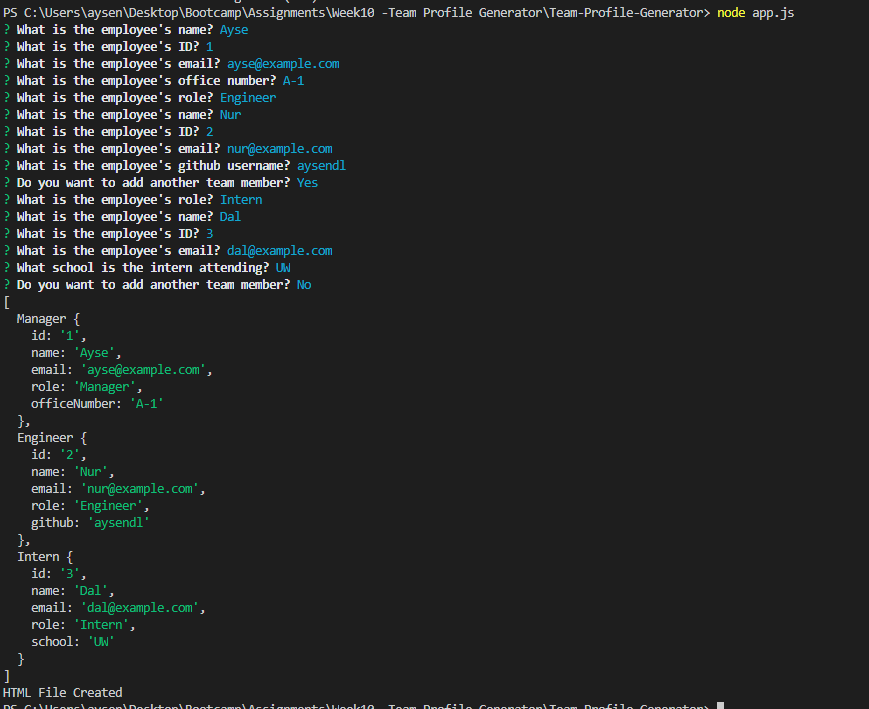 PS C:\Users\aysen\Desktop\Bootcamp\Assignments\Week10 -Team Profile Generator\Team-Profile-Generator> node app.js
? What is the employee's name? Ayse
? What is the employee's ID? 1
? What is the employee's email? ayse@example.com
? What is the employee's office number? A-1
? What is the employee's role? Engineer
? What is the employee's name? Nur
? What is the employee's ID? 2
? What is the employee's email? nur@example.com
? What is the employee's github username? aysendl
? Do you want to add another team member? Yes
? What is the employee's role? Intern
? What is the employee's name? Dal
? What is the employee's ID? 3
? What is the employee's email? dal@example.com
? What school is the intern attending? UW
? Do you want to add another team member? No
[
  Manager {
    id: '1',
    name: 'Ayse',
    email: 'ayse@example.com',
    role: 'Manager',
    officeNumber: 'A-1'
  },
  Engineer {
    id: '2',
    name: 'Nur',
    email: 'nur@example.com',
    role: 'Engineer',
    github: 'aysendl'
  },
  Intern {
    id: '3',
    name: 'Dal',
    email: 'dal@example.com',
    role: 'Intern',
    school: 'UW'
  }
]
HTML File Created
PS C:\Users\aysen\Desktop\Bootcamp\Assignments\Week10 -Team Profile Generator\Team-Profile-Generator>